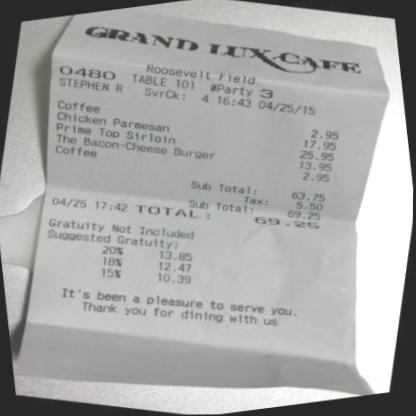 GRAND LUX CAFE
Roosevelt Field
0480 TABLE 101 #Party 3
STEPHEN R SvrCk: 4 16:43 04/25/15
Coffee 2.95
Chicken Parmesan 17.95
Prime Top Sirloin 25.95
The Bacon-Cheese Burger 13.95
Coffee 2.95
Sub Total: 63.75
Tax: 5.50
Sub Total: 69.25
04/25 17:42 TOTAL: 69.25
Gratuity Not Included
Suggested Gratuity:
20% 13.85
18% 12.47
15% 10.39
It's been a pleasure to serve you.
Thank you for dining with us